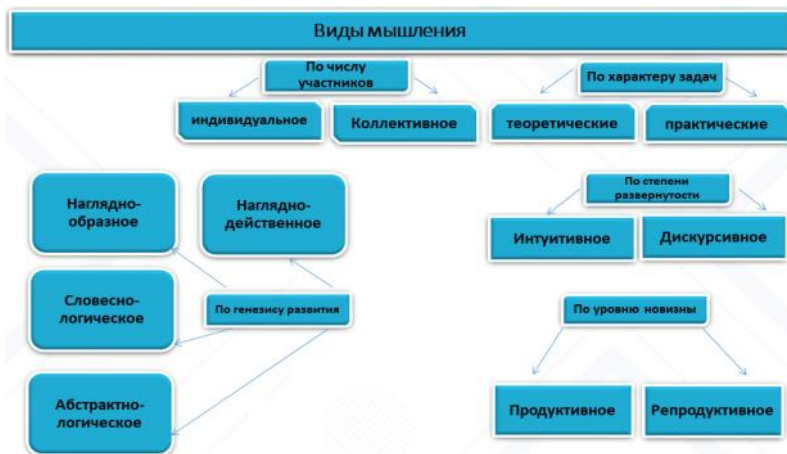 Виды мышления
По числу
участников
По характеру задач
индивидуальное
Коллективное
теоретические
практические
Наглядно-
образное
Наглядно-
действенное
По степени
развернутости
Интуитивное
Дискурсивное
Словесно-
логическое
По генезису развития
По уровню новизны
Абстрактно-
логическое
Продуктивное
Репродуктивное